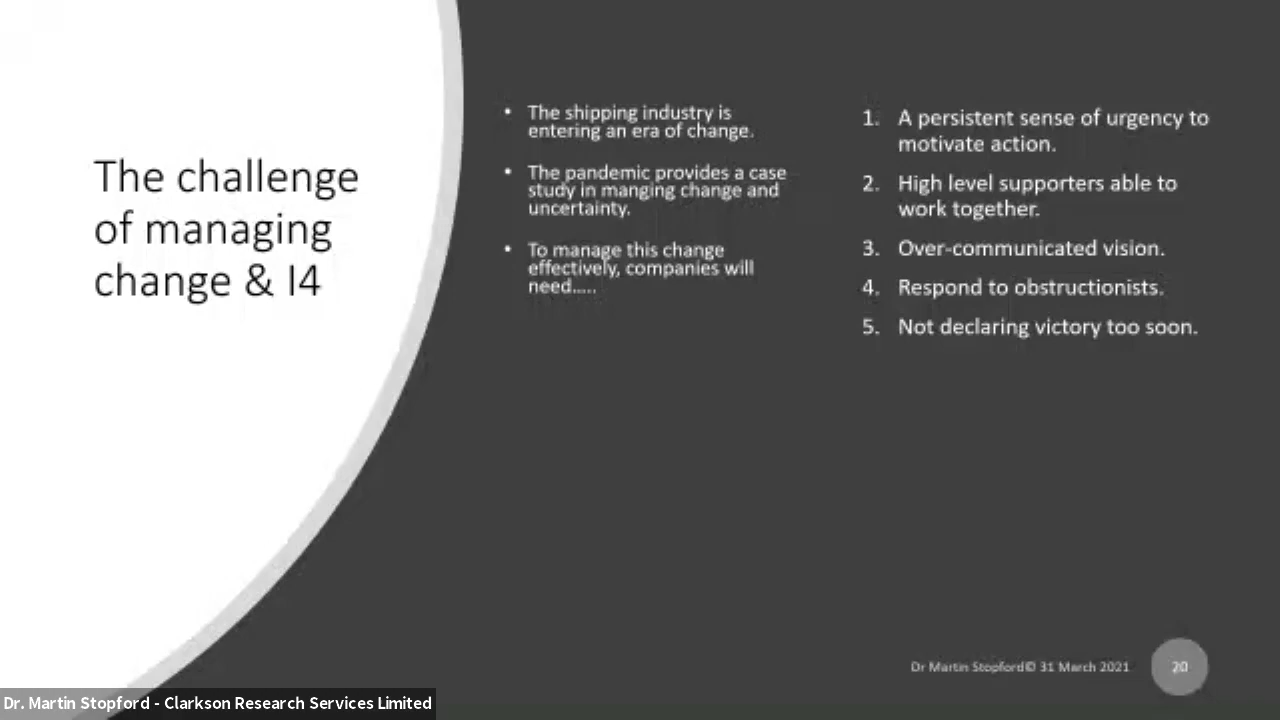 The challenge
of managing
change & I4
• The shipping industry is
entering an era of change.
• The pandemic provides a case
study in manging change and
uncertainty.
• To manage this change
effectively, companies will
need…..
1. A persistent sense of urgency to
motivate action.
2. High level supporters able to
work together.
3. Over-communicated vision.
4. Respond to obstructionists.
5. Not declaring victory too soon.
Dr Martin Stopford© 31 March 2021
20
Dr. Martin Stopford - Clarkson Research Services Limited